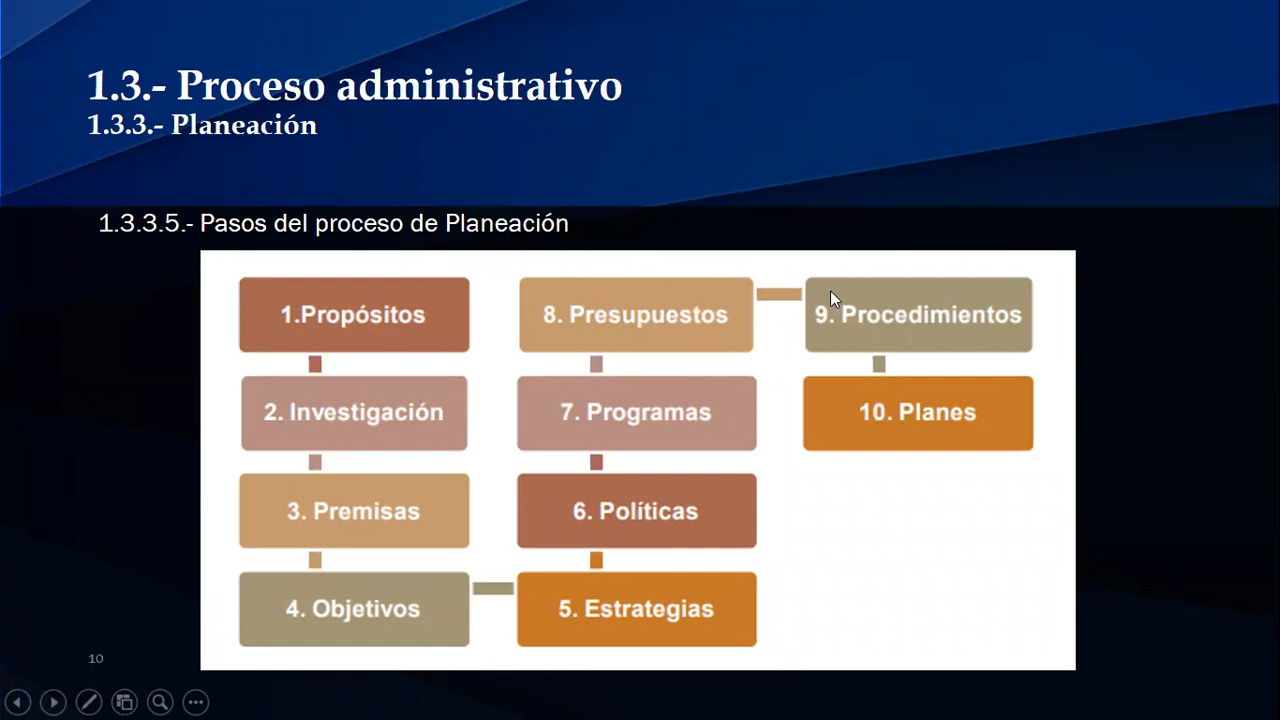 1.3.- Proceso administrativo
1.3.3.- Planeación
1.3.3.5.- Pasos del proceso de Planeación
1.Propósitos
2. Investigación
3. Premisas
4. Objetivos
5. Estrategias
6. Políticas
7. Programas
8. Presupuestos
9. Procedimientos
10. Planes
10